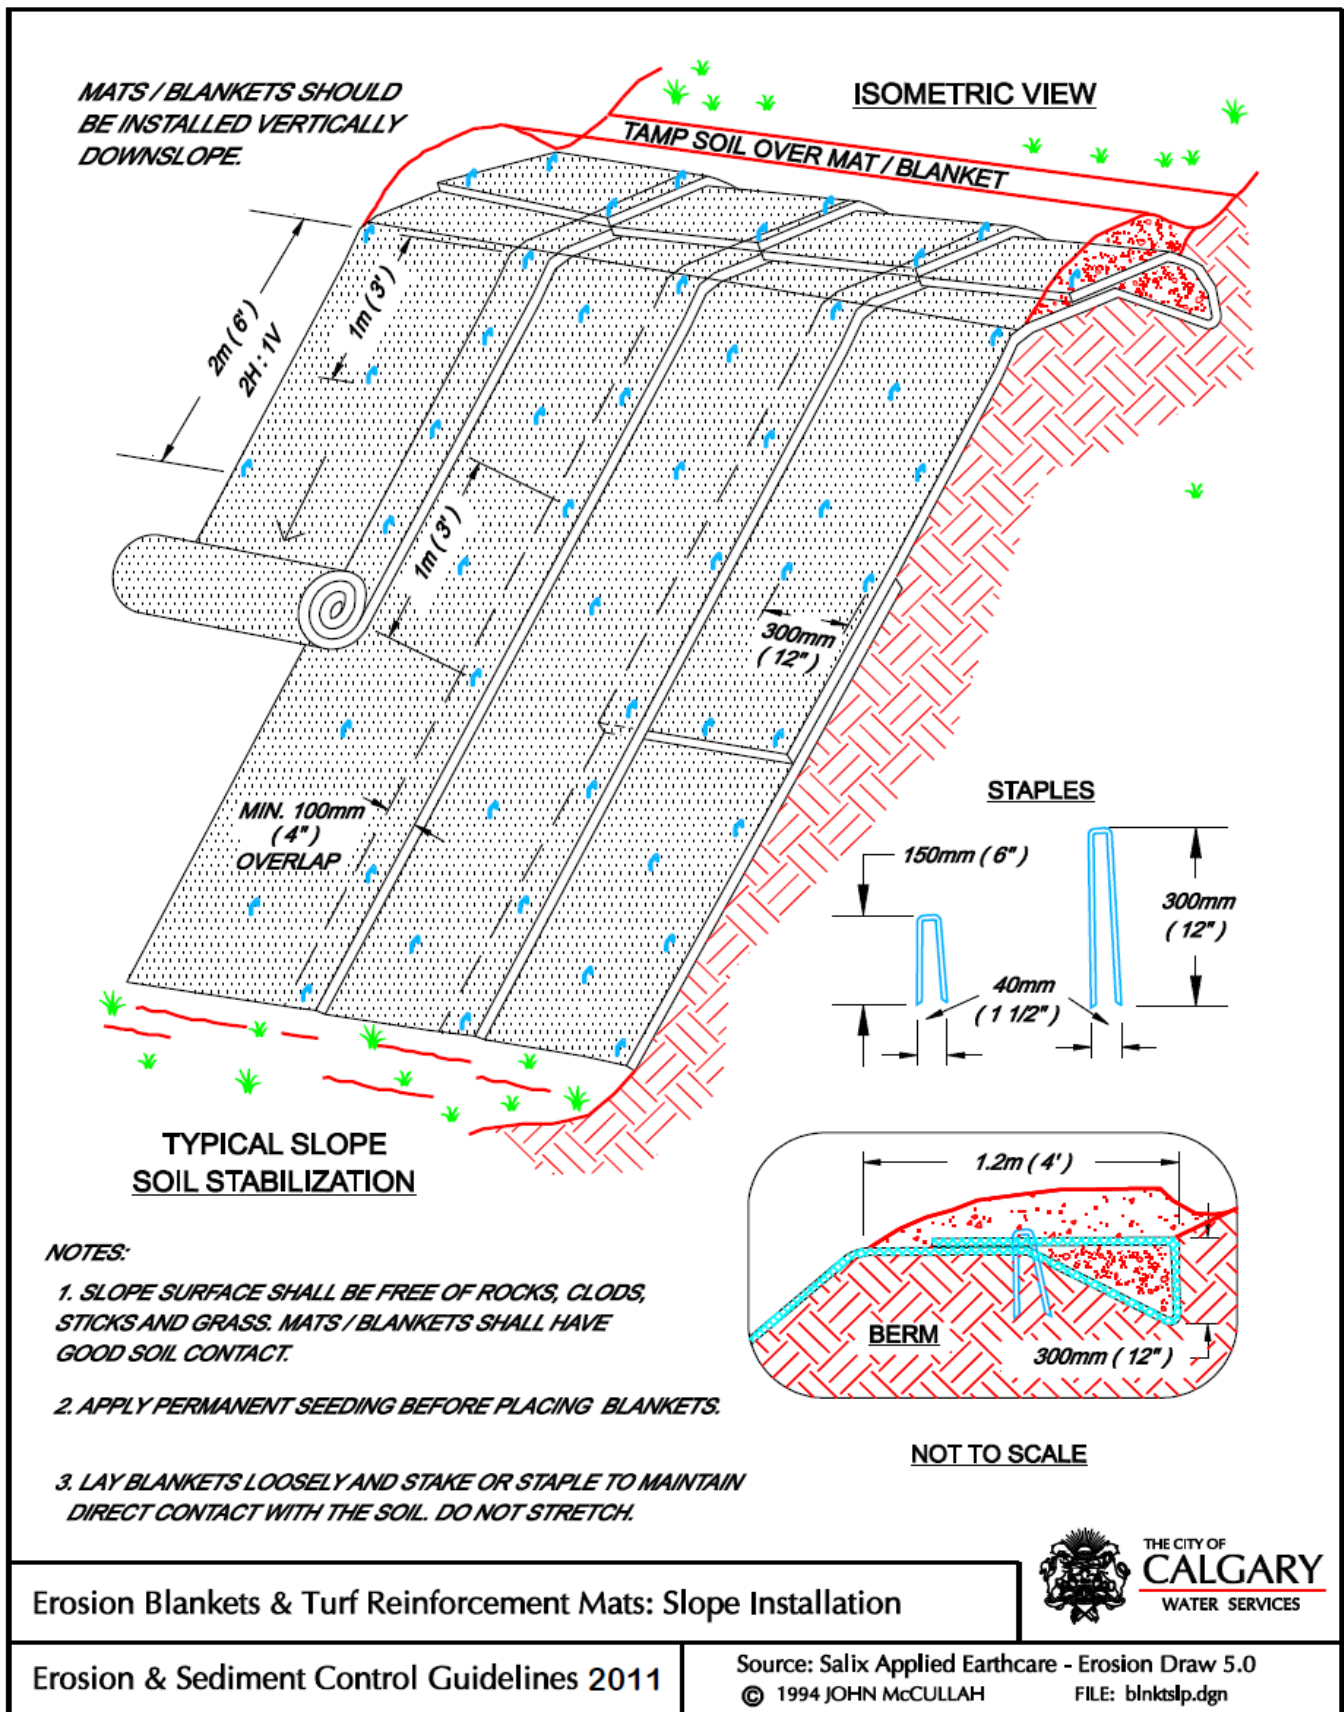 MATS / BLANKETS SHOULD
BE INSTALLED VERTICALLY
DOWNSLOPE.
ISOMETRIC VIEW
TAMP SOIL OVER MAT / BLANKET
2m ( 6' )
2H : 1V
1m ( 3' )
1m ( 3' )
300mm
( 12" )
MIN. 100mm
( 4" )
OVERLAP
STAPLES
150mm ( 6" )
300mm
( 12" )
40mm
( 1 1/2" )
TYPICAL SLOPE
SOIL STABILIZATION
1.2m ( 4' )
BERM
300mm ( 12" )
NOT TO SCALE
NOTES:
1. SLOPE SURFACE SHALL BE FREE OF ROCKS, CLODS,
STICKS AND GRASS. MATS / BLANKETS SHALL HAVE
GOOD SOIL CONTACT.
2. APPLY PERMANENT SEEDING BEFORE PLACING BLANKETS.
3. LAY BLANKETS LOOSELY AND STAKE OR STAPLE TO MAINTAIN
DIRECT CONTACT WITH THE SOIL. DO NOT STRETCH.
THE CITY OF
CALGARY
WATER SERVICES
Erosion Blankets & Turf Reinforcement Mats: Slope Installation
Erosion & Sediment Control Guidelines 2011
Source: Salix Applied Earthcare - Erosion Draw 5.0
© 1994 JOHN McCULLAH FILE: blnktslp.dgn